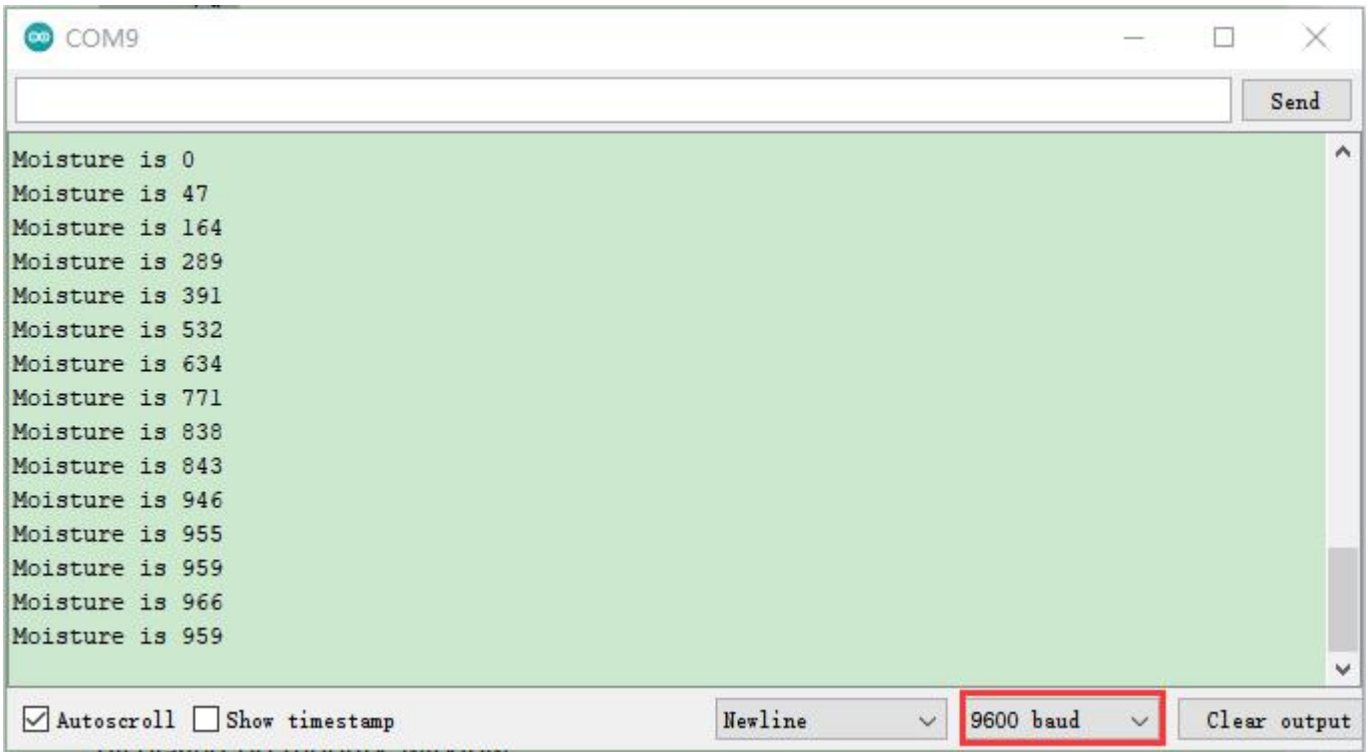 COM9
Send
Moisture is 0
Moisture is 47
Moisture is 164
Moisture is 289
Moisture is 391
Moisture is 532
Moisture is 634
Moisture is 771
Moisture is 838
Moisture is 843
Moisture is 946
Moisture is 955
Moisture is 959
Moisture is 966
Moisture is 959
Autoscroll Show timestamp Newline 9600 baud Clear output